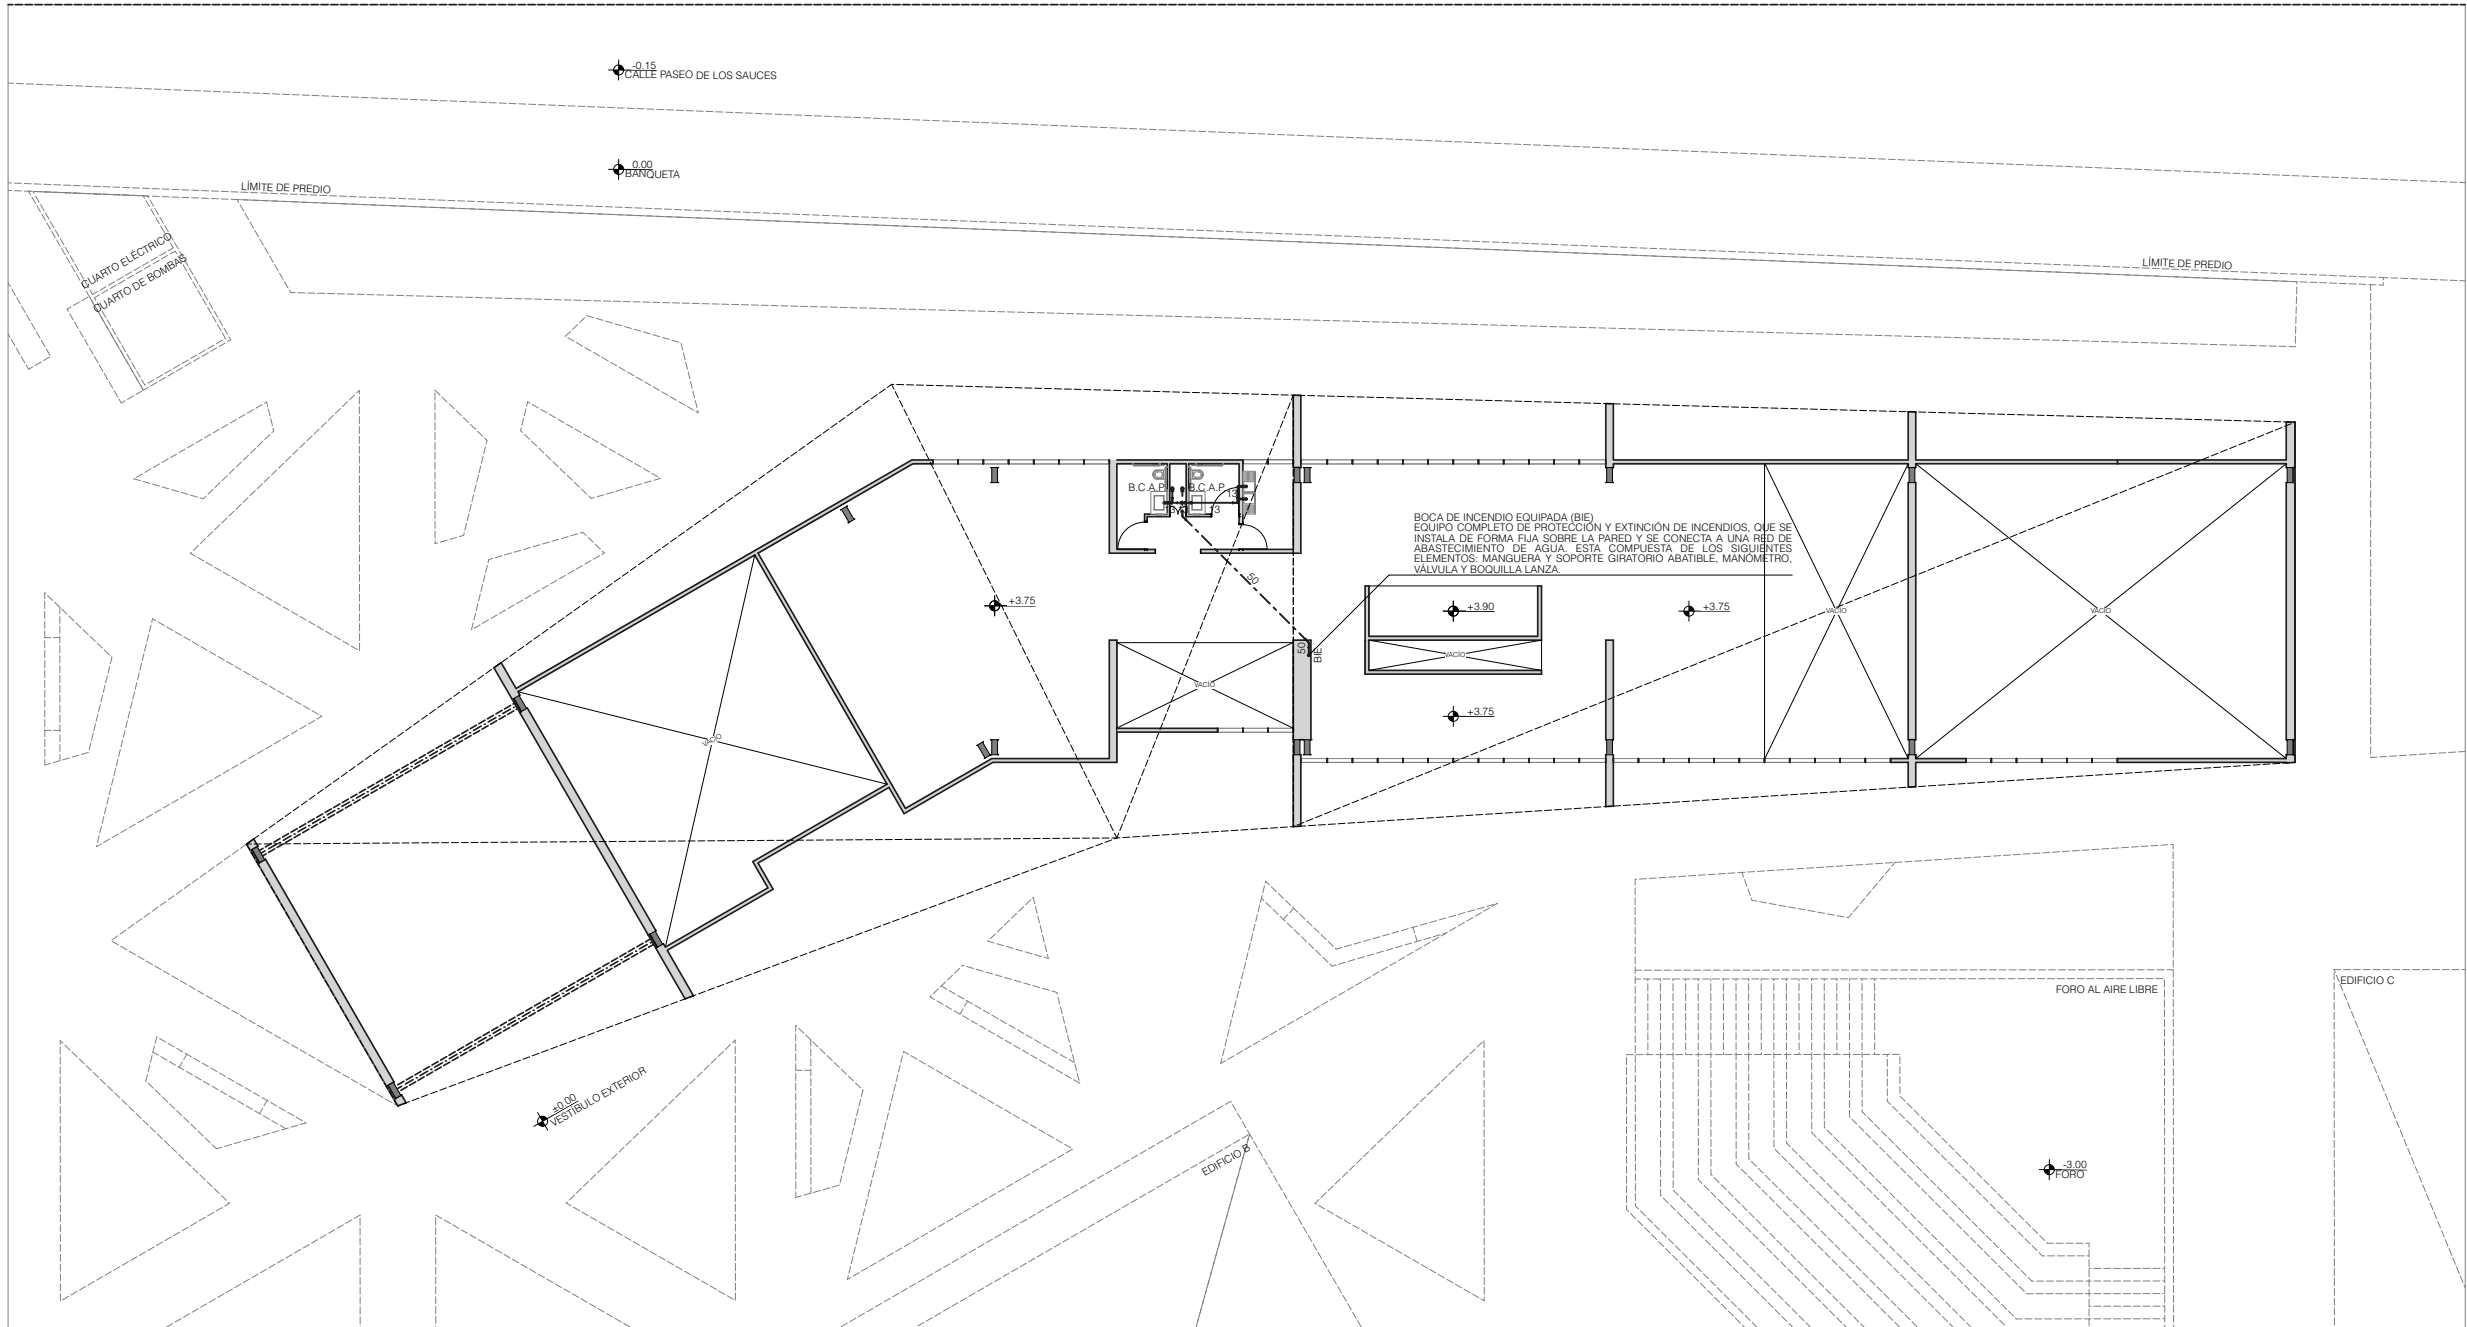 -0.15
CALLE PASEO DE LOS SAUCES
0.00
BANQUETA
LÍMITE DE PREDIO
CUARTO ELÉCTRICO
CUARTO DE BOMBAS
LÍMITE DE PREDIO
B.C.A.P.
B.C.A.P.
13
13
13
BOCA DE INCENDIO EQUIPADA (BIE)
EQUIPO COMPLETO DE PROTECCIÓN Y EXTINCIÓN DE INCENDIOS, QUE SE
INSTALA DE FORMA FIJA SOBRE LA PARED Y SE CONECTA A UNA RED DE
ABASTECIMIENTO DE AGUA. ESTA COMPUESTA DE LOS SIGUIENTES
ELEMENTOS: MANGUERA Y SOPORTE GIRATORIO ABATIBLE, MANÓMETRO,
VÁLVULA Y BOQUILLA LANZA.
50
+3.75
+3.90
+3.75
VACÍO
VACÍO
50
BIE
VACÍO
VACÍO
+3.75
VACÍO
EDIFICIO C
FORO AL AIRE LIBRE
±0.00
VESTÍBULO EXTERIOR
EDIFICIO B
-3.00
FORO